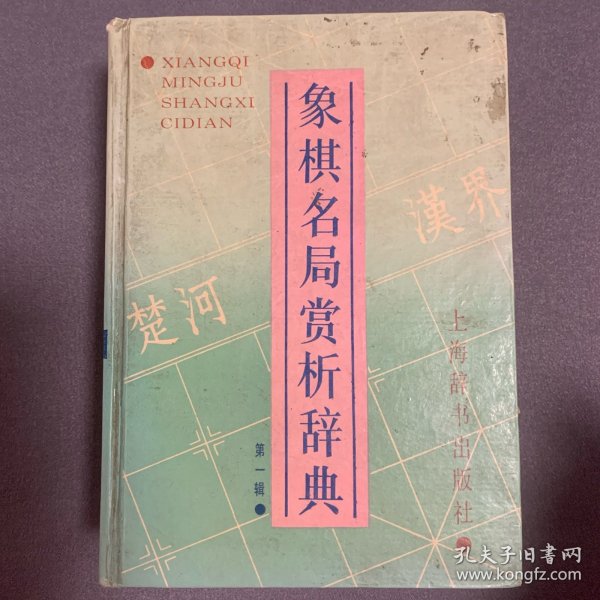 XIANGQI
MINGJU
SHANGXI
CIDIAN
象棋名局赏析辞典
漢界
楚河
第一辑
上海辞书出版社
孔夫子旧书网
www.kongfz.com